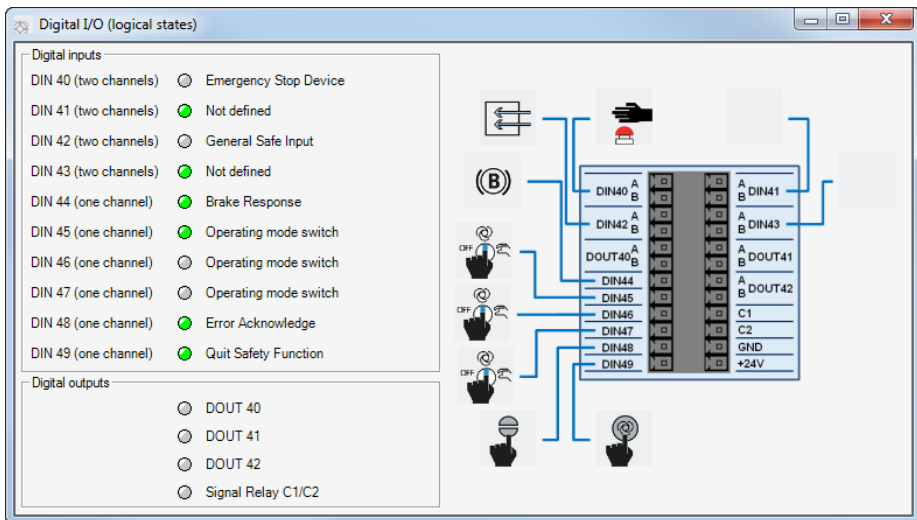 Digital I/O (logical states)
Digital inputs
DIN 40 (two channels) Emergency Stop Device
DIN 41 (two channels) Not defined
DIN 42 (two channels) General Safe Input
DIN 43 (two channels) Not defined
DIN 44 (one channel) Brake Response
DIN 45 (one channel) Operating mode switch
DIN 46 (one channel) Operating mode switch
DIN 47 (one channel) Operating mode switch
DIN 48 (one channel) Error Acknowledge
DIN 49 (one channel) Quit Safety Function
Digital outputs
DOUT 40
DOUT 41
DOUT 42
Signal Relay C1/C2
(B)
OFF
OFF
OFF
DIN40 A B
DIN42 A B
DOUT40 A B
DIN44
DIN45
DIN46
DIN47
DIN48
DIN49
A B DIN41
A B DIN43
A B DOUT41
A B DOUT42
C1
C2
GND
+24V